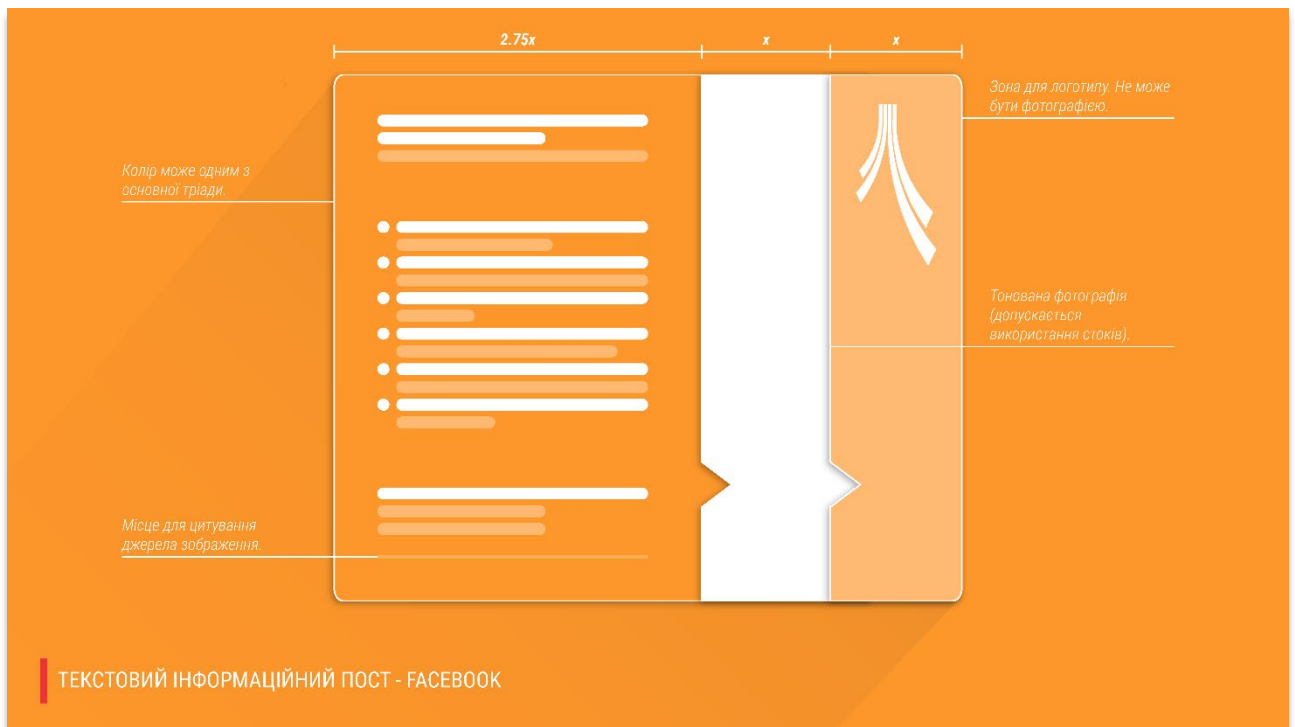 2.75x
x
x
Зона для логотипу. Не може
бути фотографією.
Колір може одним з
основної тріади.
Тонована фотографія
(допускається
використання стоків).
Місце для цитування
джерела зображення.
ТЕКСТОВИЙ ІНФОРМАЦІЙНИЙ ПОСТ - FACEBOOK